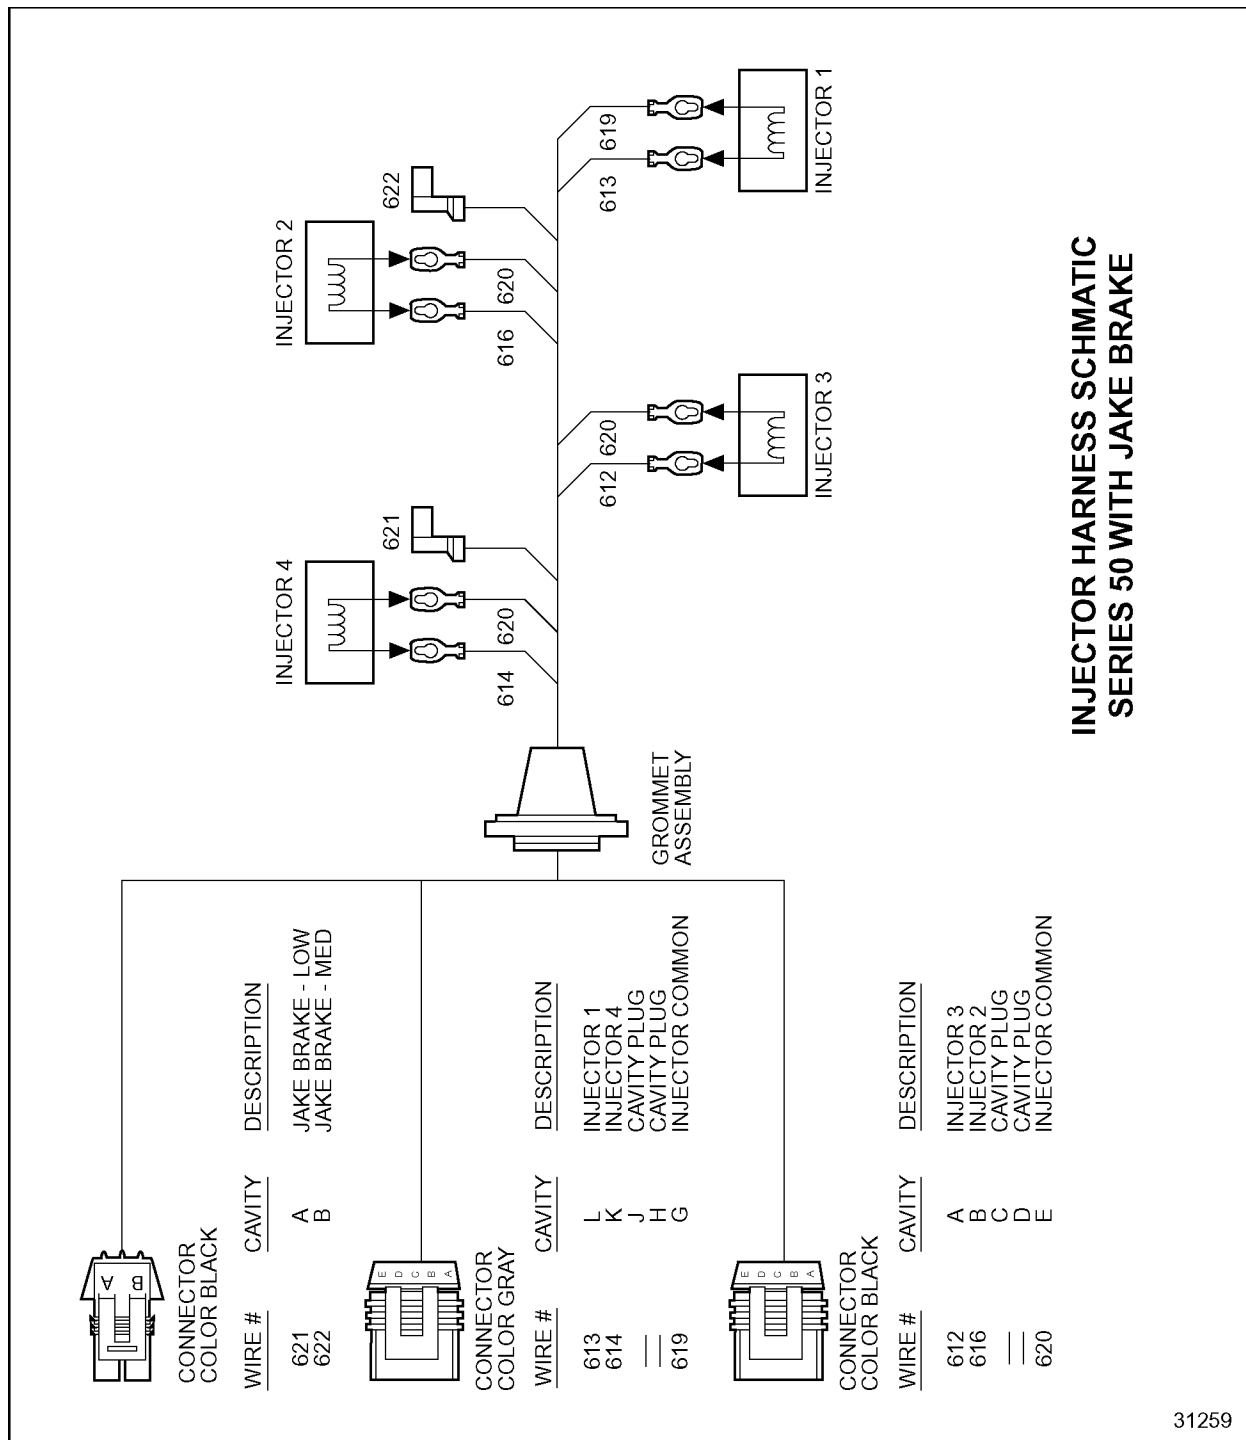 INJECTOR 4
614
620
621
INJECTOR 2
616
620
622
612
620
INJECTOR 3
613
619
INJECTOR 1
GROMMET
ASSEMBLY
A
B
CONNECTOR
COLOR BLACK
WIRE # CAVITY DESCRIPTION
621 A JAKE BRAKE - LOW
622 B JAKE BRAKE - MED
E
D
C
B
A
CONNECTOR
COLOR GRAY
WIRE # CAVITY DESCRIPTION
613 L INJECTOR 1
614 K INJECTOR 4
— J CAVITY PLUG
— H CAVITY PLUG
619 G INJECTOR COMMON
E
D
C
B
A
CONNECTOR
COLOR BLACK
WIRE # CAVITY DESCRIPTION
612 A INJECTOR 3
616 B INJECTOR 2
— C CAVITY PLUG
— D CAVITY PLUG
620 E INJECTOR COMMON
INJECTOR HARNESS SCHMATIC
SERIES 50 WITH JAKE BRAKE
31259